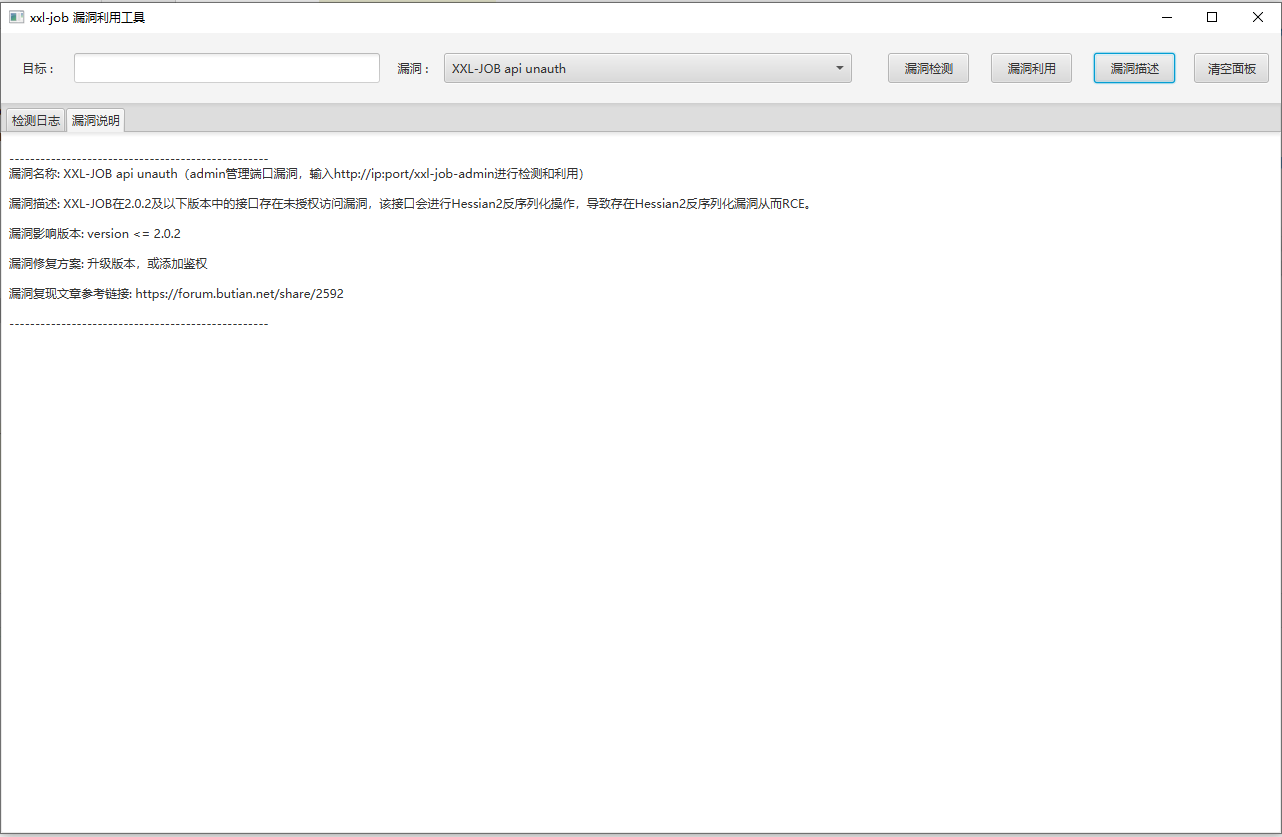 xxl-job 漏洞利用工具
目标： 漏洞： XXL-JOB api unauth 漏洞检测 漏洞利用 漏洞描述 清空面板
检测日志 漏洞说明
--------------------------------------------------
漏洞名称: XXL-JOB api unauth（admin管理端口漏洞，输入http://ip:port/xxl-job-admin进行检测和利用）
漏洞描述: XXL-JOB在2.0.2及以下版本中的接口存在未授权访问漏洞，该接口会进行Hessian2反序列化操作，导致存在Hessian2反序列化漏洞从而RCE。
漏洞影响版本: version <= 2.0.2
漏洞修复方案: 升级版本，或添加鉴权
漏洞复现文章参考链接: https://forum.butian.net/share/2592
--------------------------------------------------